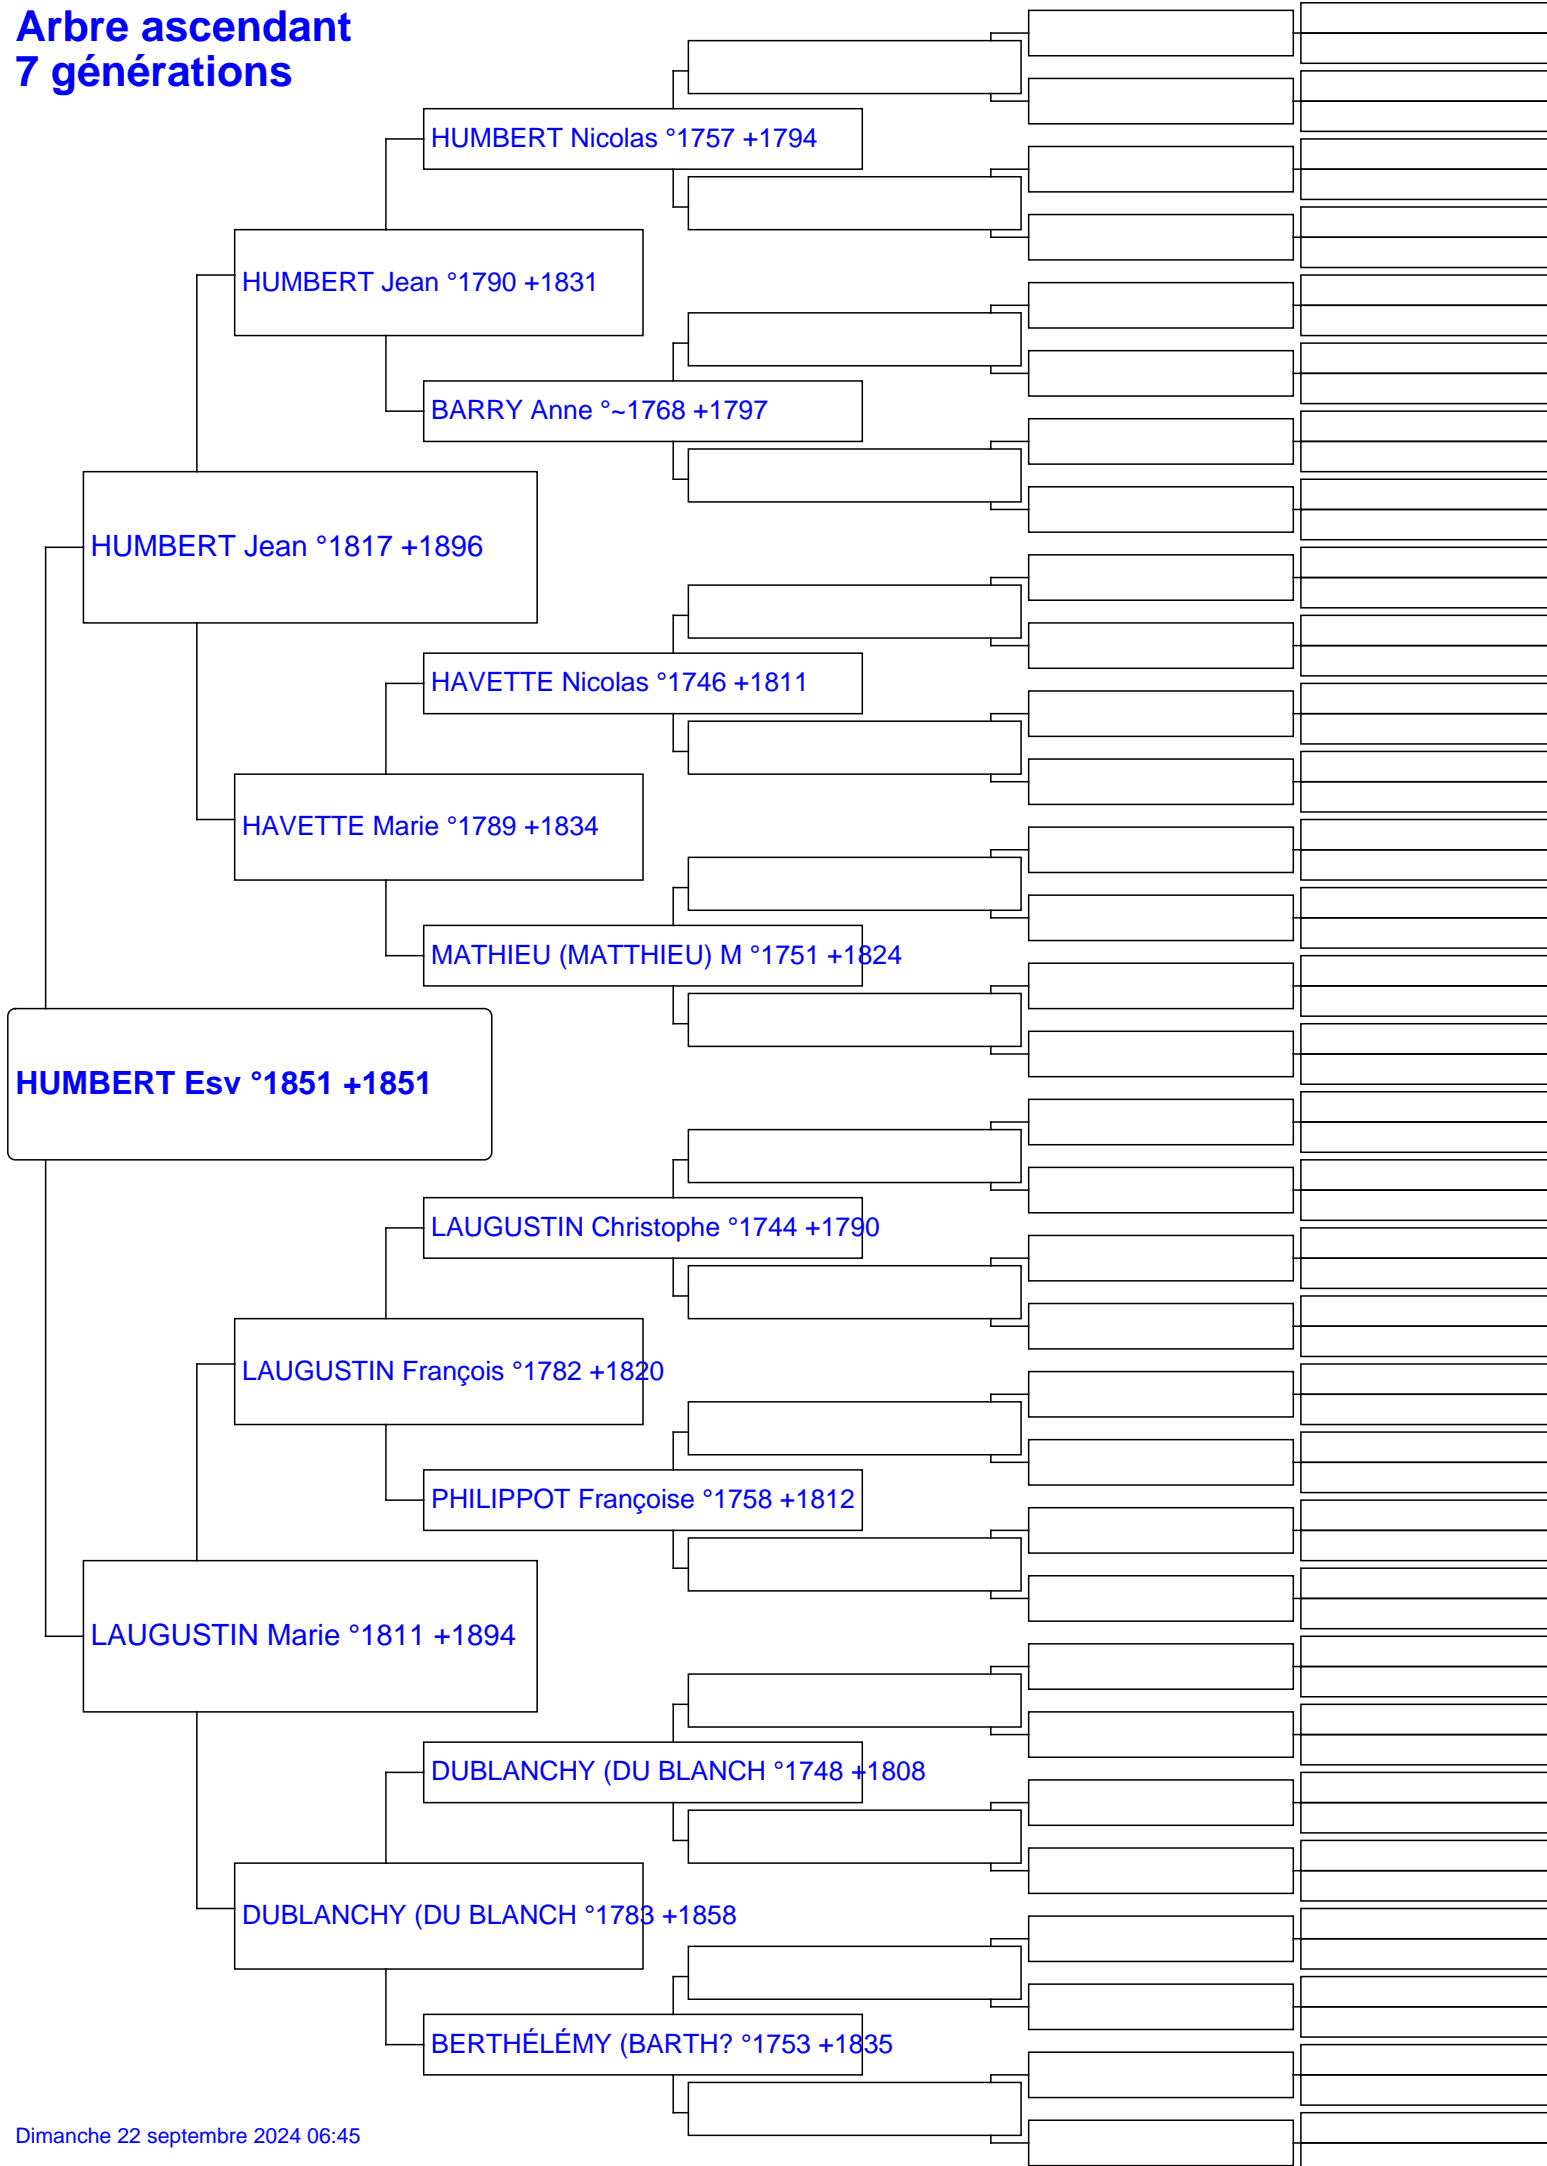 Arbre ascendant
7 générations
HUMBERT Nicolas °1757 +1794
HUMBERT Jean °1790 +1831
BARRY Anne °~1768 +1797
HUMBERT Jean °1817 +1896
HAVETTE Nicolas °1746 +1811
HAVETTE Marie °1789 +1834
MATHIEU (MATTHIEU) M °1751 +1824
HUMBERT Esv °1851 +1851
LAUGUSTIN Christophe °1744 +1790
LAUGUSTIN François °1782 +1820
PHILIPPOT Françoise °1758 +1812
LAUGUSTIN Marie °1811 +1894
DUBLANCHY (DU BLANCH °1748 +1808
DUBLANCHY (DU BLANCH °1783 +1858
BERTHÉLÉMY (BARTH? °1753 +1835
Dimanche 22 septembre 2024 06:45